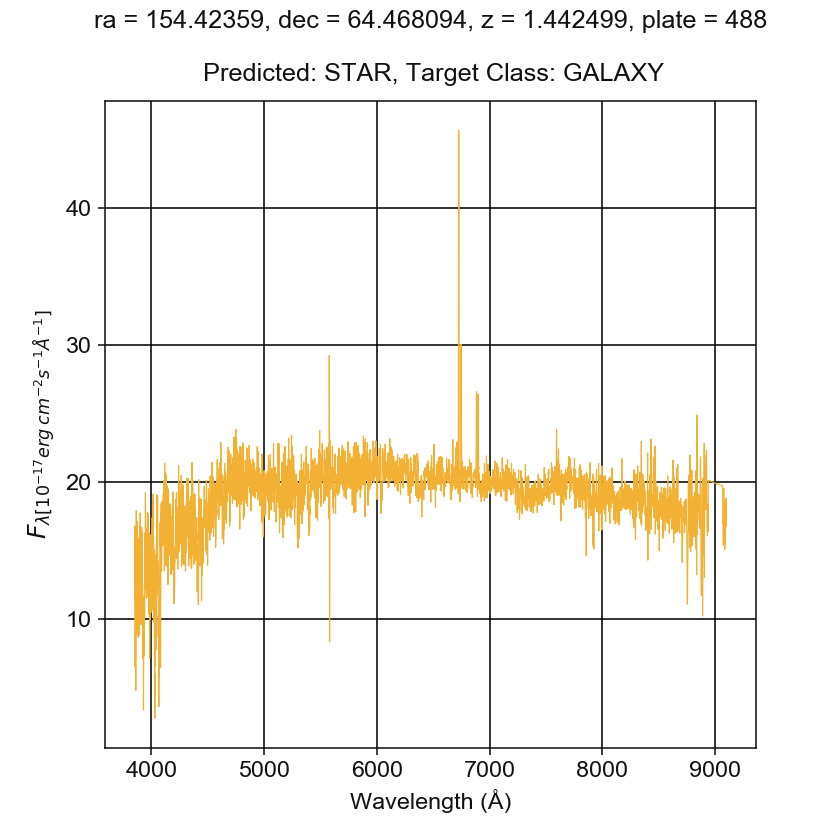 ra = 154.42359, dec = 64.468094, z = 1.442499, plate = 488
Predicted: STAR, Target Class: GALAXY
40
30
20
10
F_λ[10^{-17} erg cm^{-2}s^{-1}Å^{-1}]
4000 5000 6000 7000 8000 9000
Wavelength (Å)